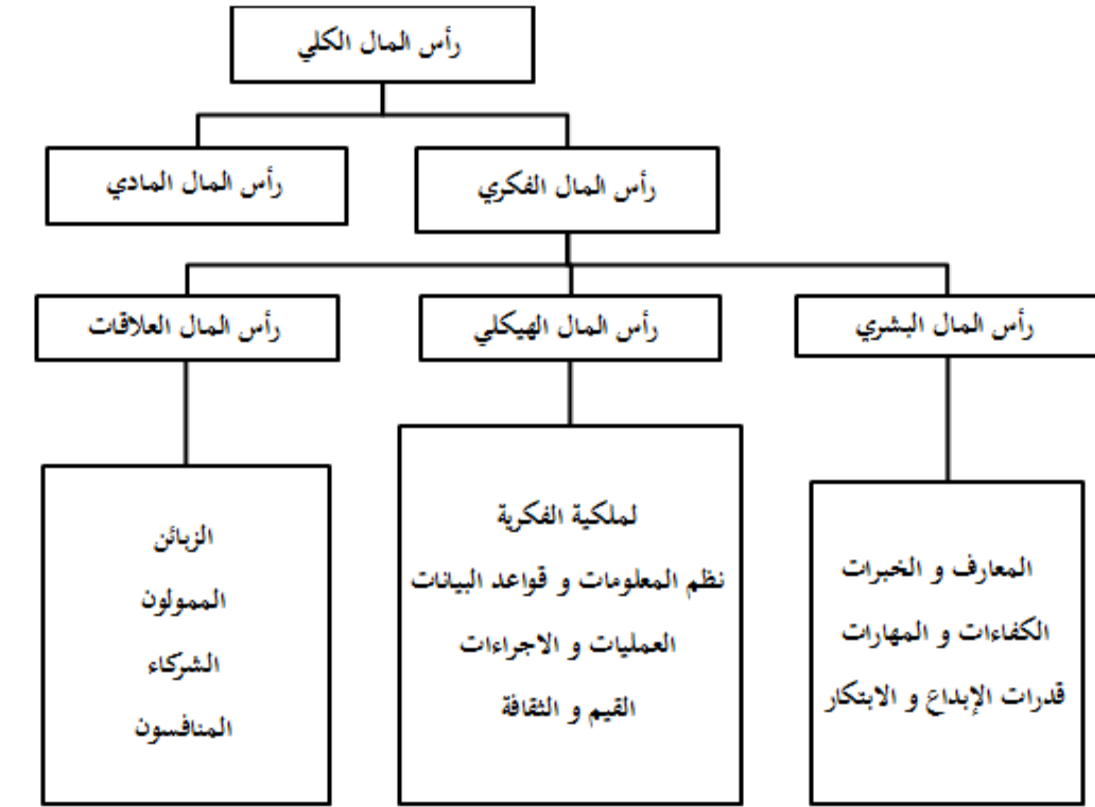 رأس المال الكلي
رأس المال الفكري
رأس المال المادي
رأس المال البشري
رأس المال الهيكلي
رأس المال العلاقات
المعارف و الخبرات
الكفاءات و المهارات
قدرات الإبداع و الابتكار
لملكية الفكرية
نظم المعلومات و قواعد البيانات
العمليات و الاجراءات
القيم و الثقافة
الزبائن
الممولون
الشركاء
المنافسون